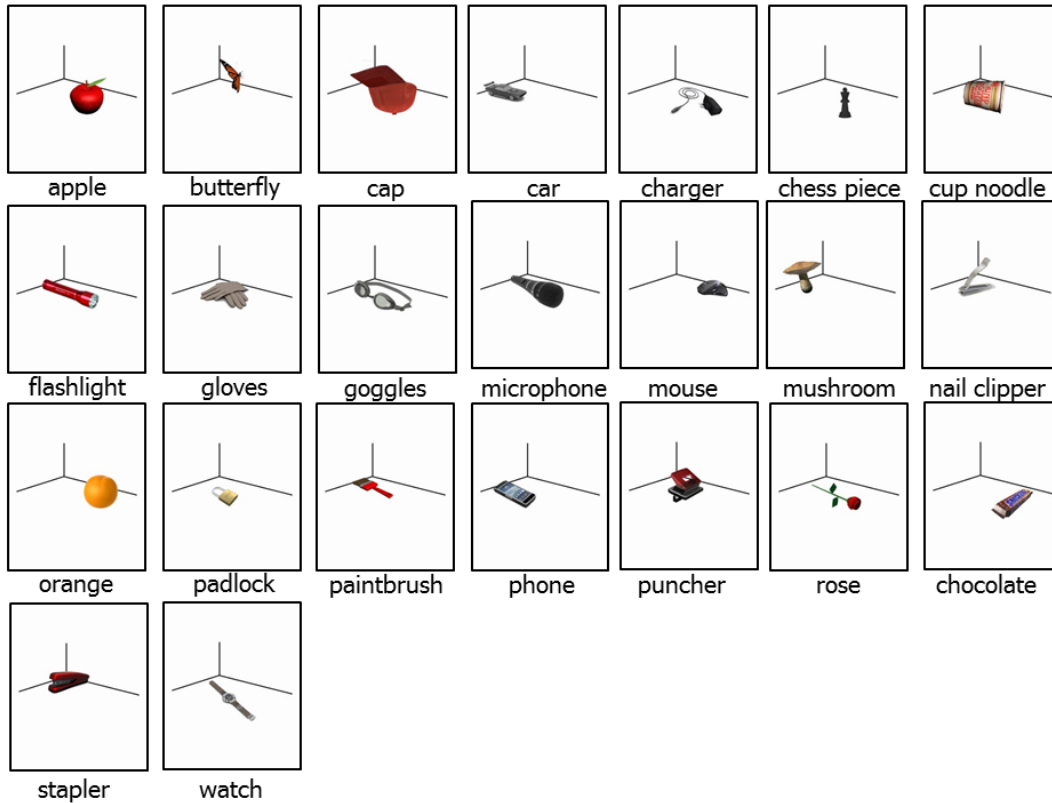 apple butterfly cap car charger chess piece cup noodle
flashlight gloves goggles microphone mouse mushroom nail clipper
orange padlock paintbrush phone puncher rose chocolate
stapler watch